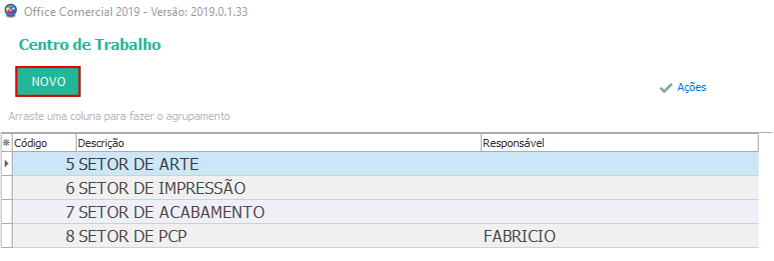 Office Comercial 2019 - Versão: 2019.0.1.33
Centro de Trabalho
NOVO
Ações
Arraste uma coluna para fazer o agrupamento
Código Descrição Responsável
5 SETOR DE ARTE
6 SETOR DE IMPRESSÃO
7 SETOR DE ACABAMENTO
8 SETOR DE PCP FABRICIO